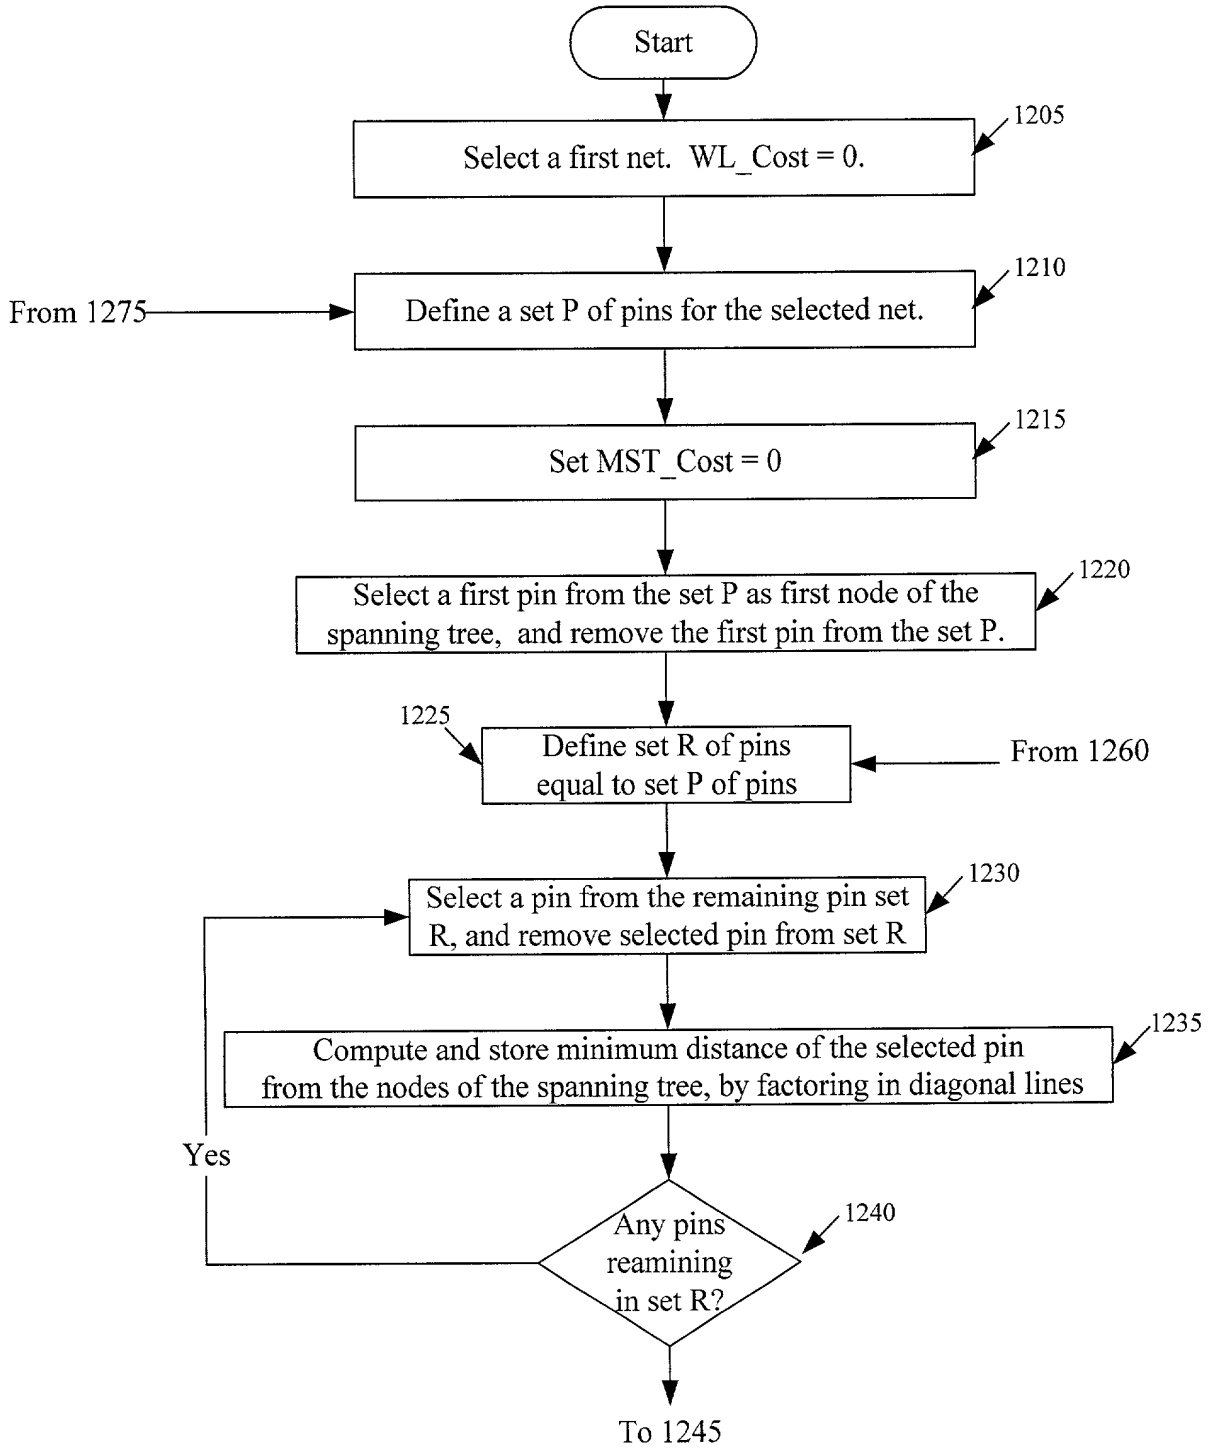 Start
1205
Select a first net. WL_Cost = 0.
1210
From 1275
Define a set P of pins for the selected net.
1215
Set MST_Cost = 0
1220
Select a first pin from the set P as first node of the
spanning tree, and remove the first pin from the set P.
1225
Define set R of pins
equal to set P of pins
From 1260
1230
Select a pin from the remaining pin set
R, and remove selected pin from set R
1235
Compute and store minimum distance of the selected pin
from the nodes of the spanning tree, by factoring in diagonal lines
Yes
1240
Any pins
reamining
in set R?
To 1245